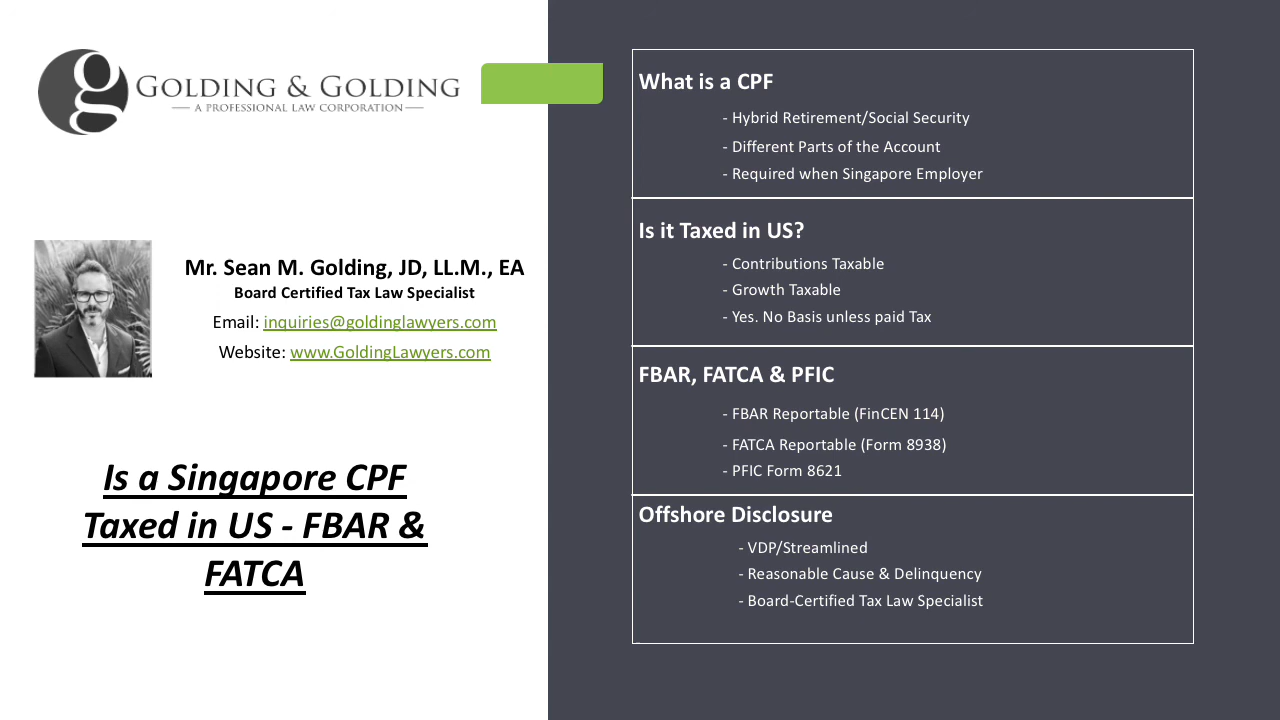 g
GOLDING & GOLDING
A PROFESSIONAL LAW CORPORATION
Mr. Sean M. Golding, JD, LL.M., EA
Board Certified Tax Law Specialist
Email: inquiries@goldinglawyers.com
Website: www.GoldingLawyers.com
Is a Singapore CPF
Taxed in US - FBAR &
FATCA
What is a CPF
- Hybrid Retirement/Social Security
- Different Parts of the Account
- Required when Singapore Employer
Is it Taxed in US?
- Contributions Taxable
- Growth Taxable
- Yes. No Basis unless paid Tax
FBAR, FATCA & PFIC
- FBAR Reportable (FinCEN 114)
- FATCA Reportable (Form 8938)
- PFIC Form 8621
Offshore Disclosure
- VDP/Streamlined
- Reasonable Cause & Delinquency
- Board-Certified Tax Law Specialist